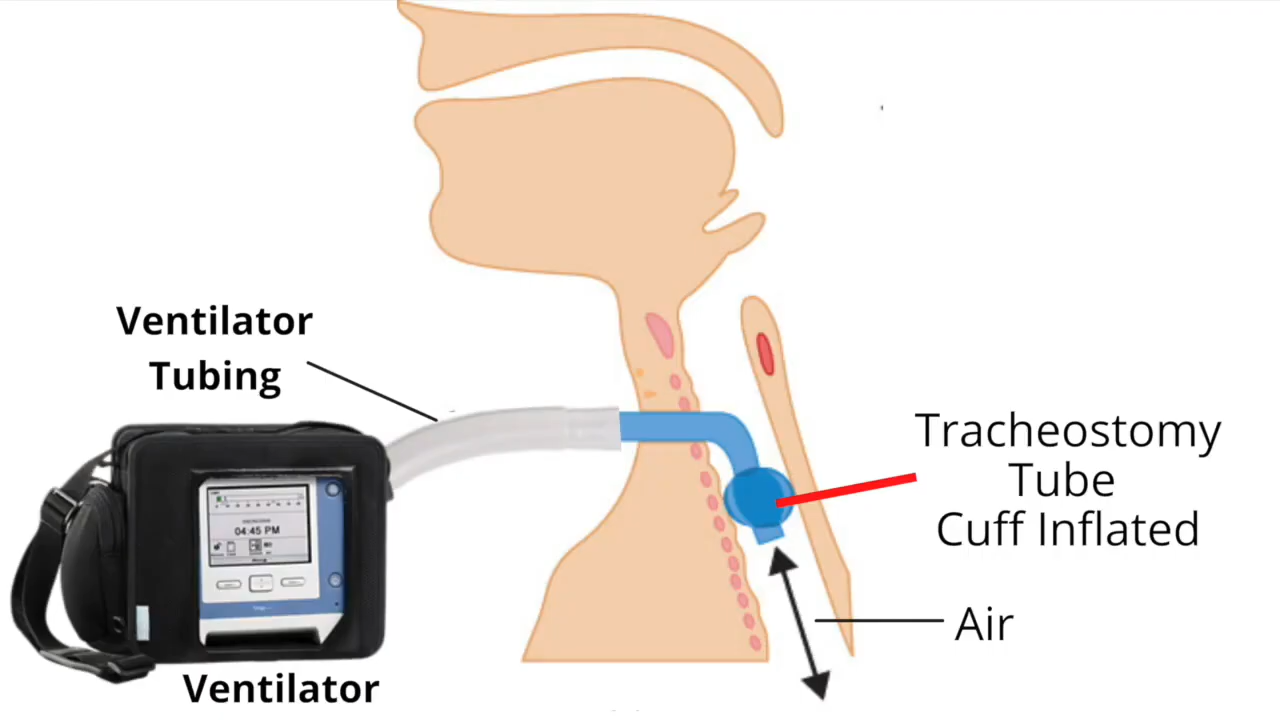 Ventilator
Tubing
04:45 PM
Ventilator
Tracheostomy
Tube
Cuff Inflated
Air